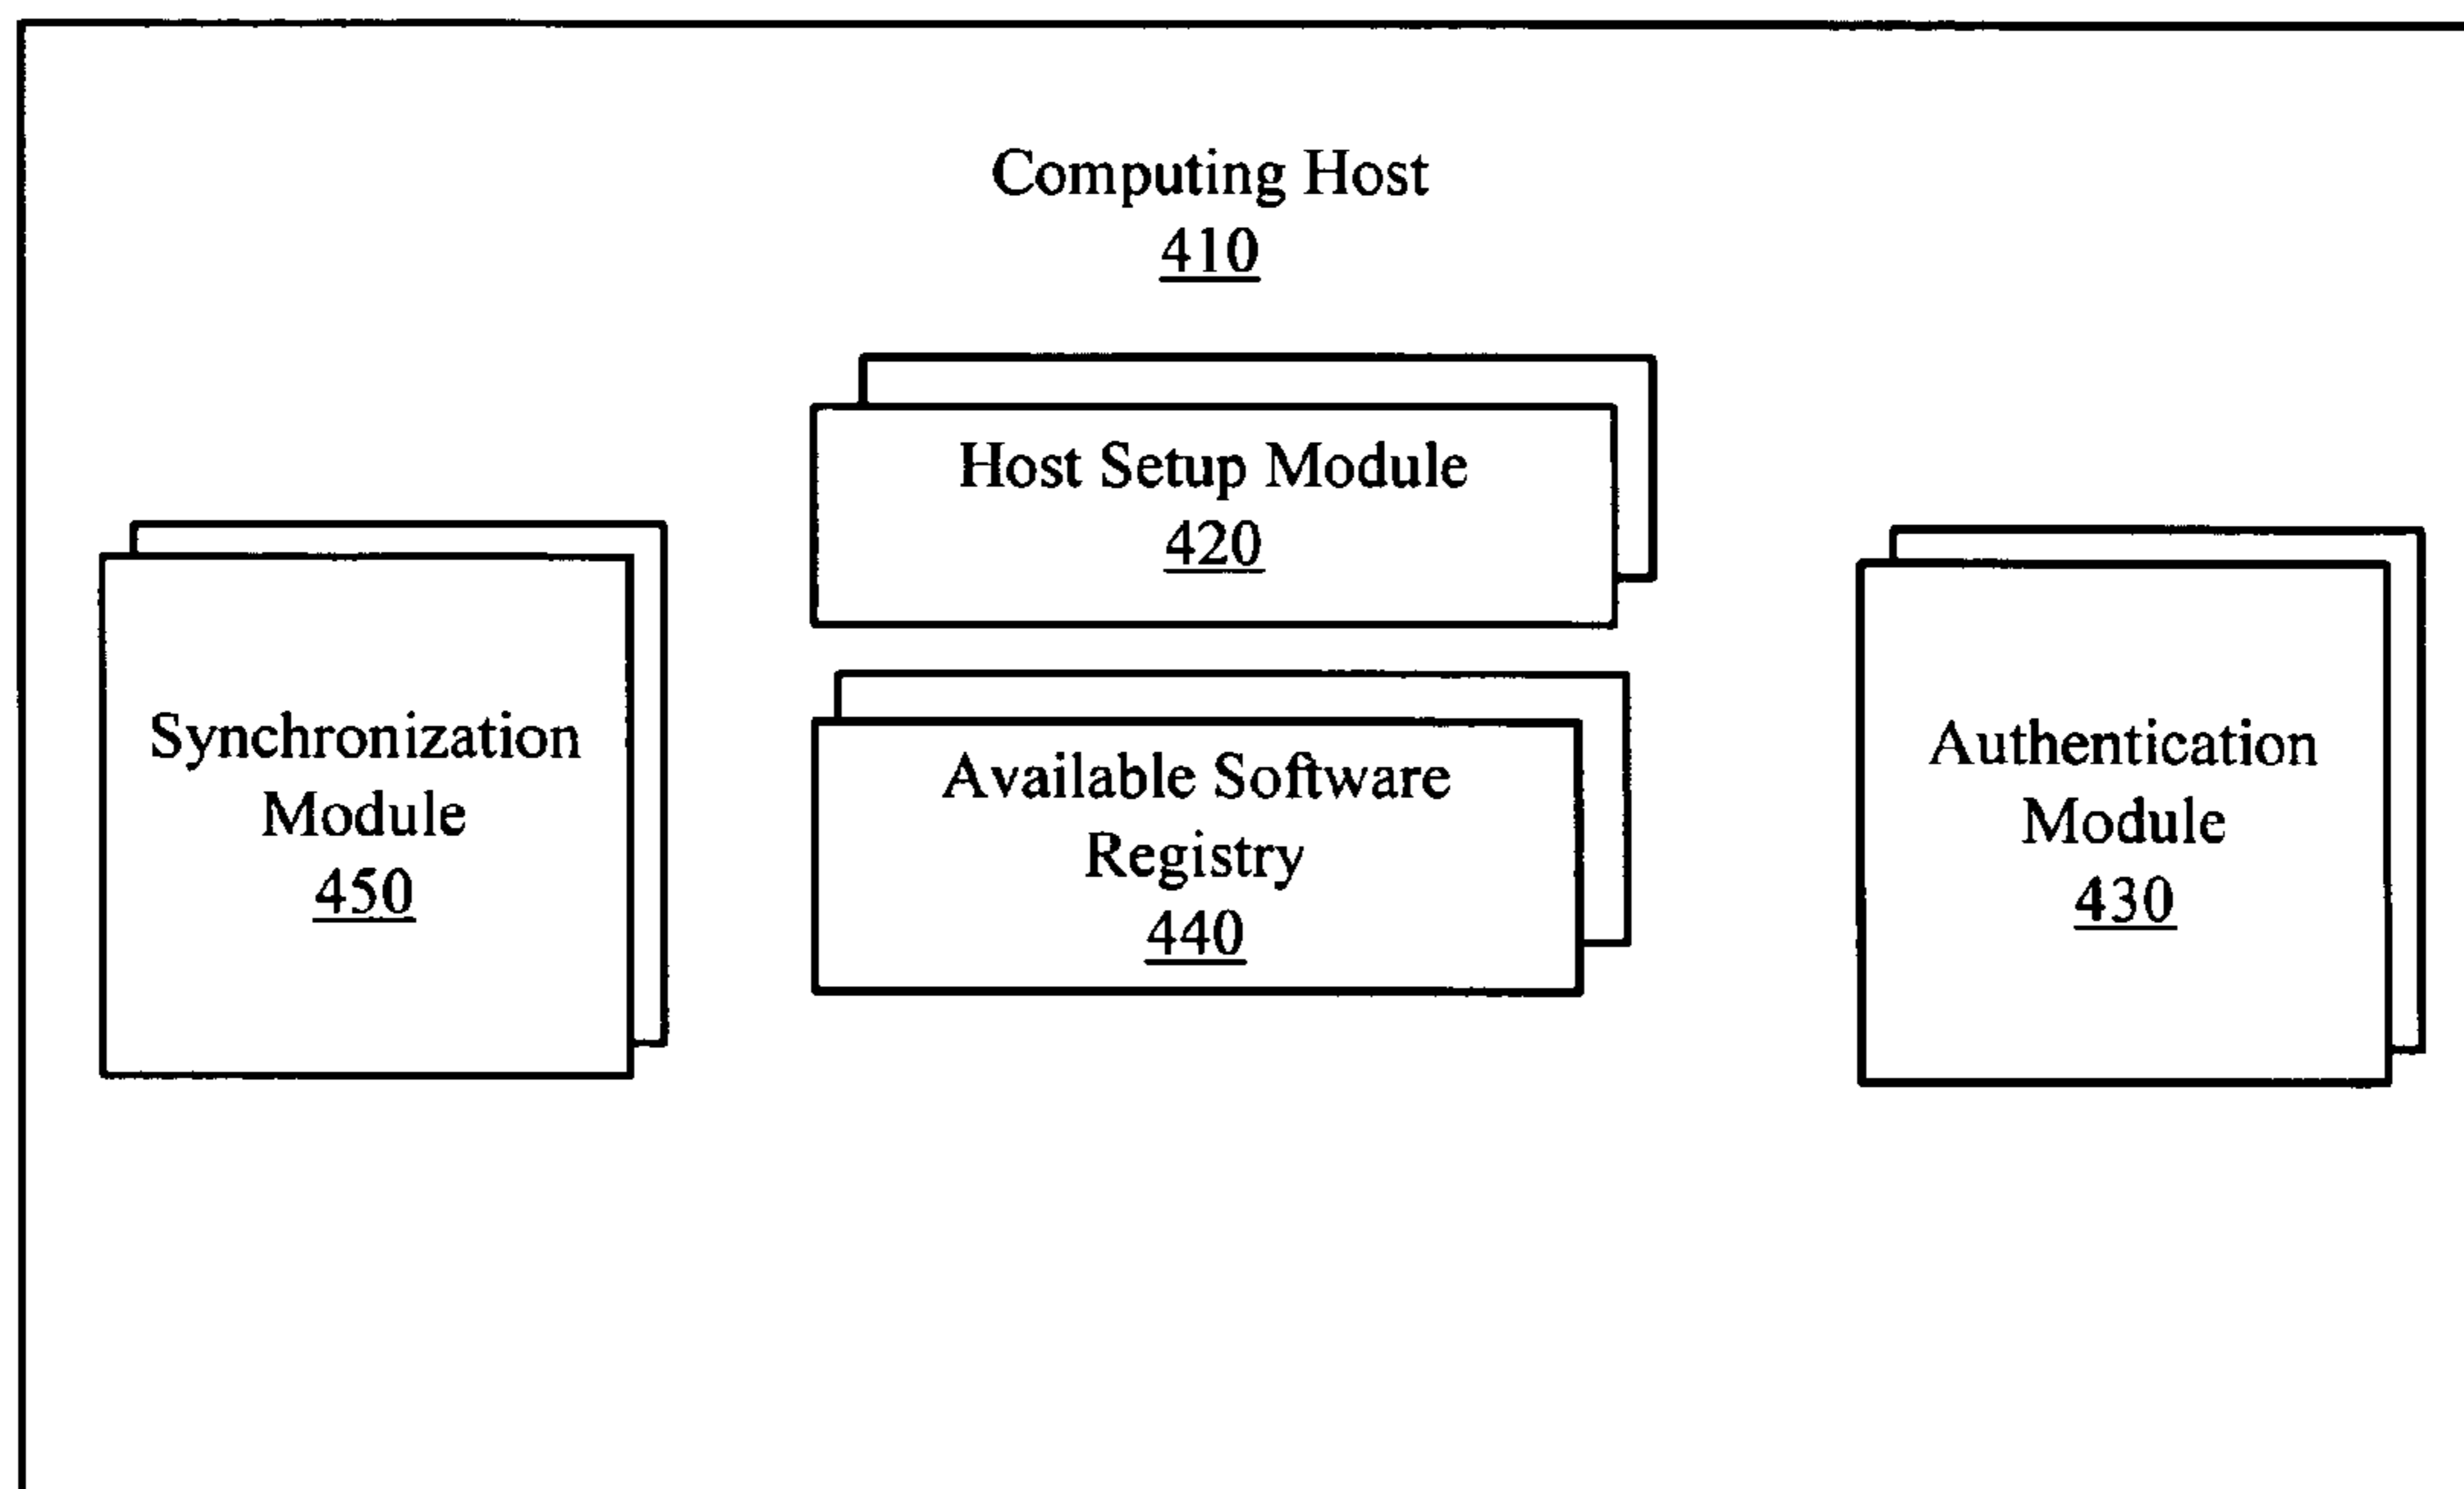 Computing Host
410
Host Setup Module
420
Synchronization
Module
450
Available Software
Registry
440
Authentication
Module
430